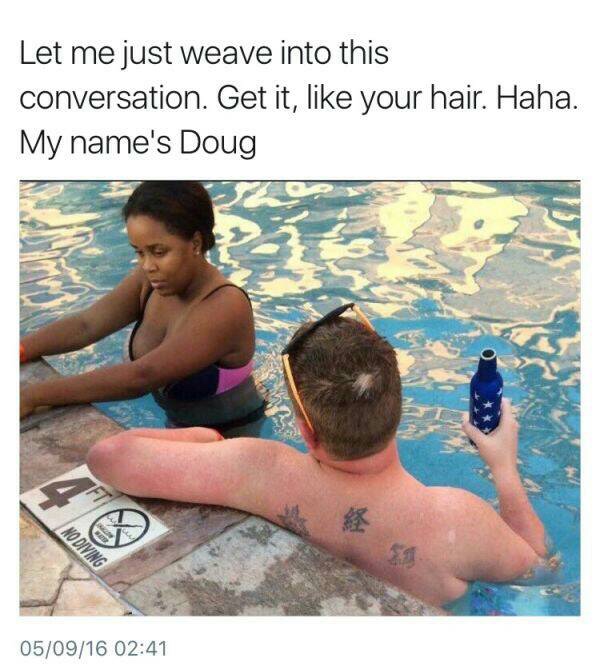 Let me just weave into this
conversation. Get it, like your hair. Haha.
My name's Doug
4 FT
NO DIVING
経
05/09/16 02:41